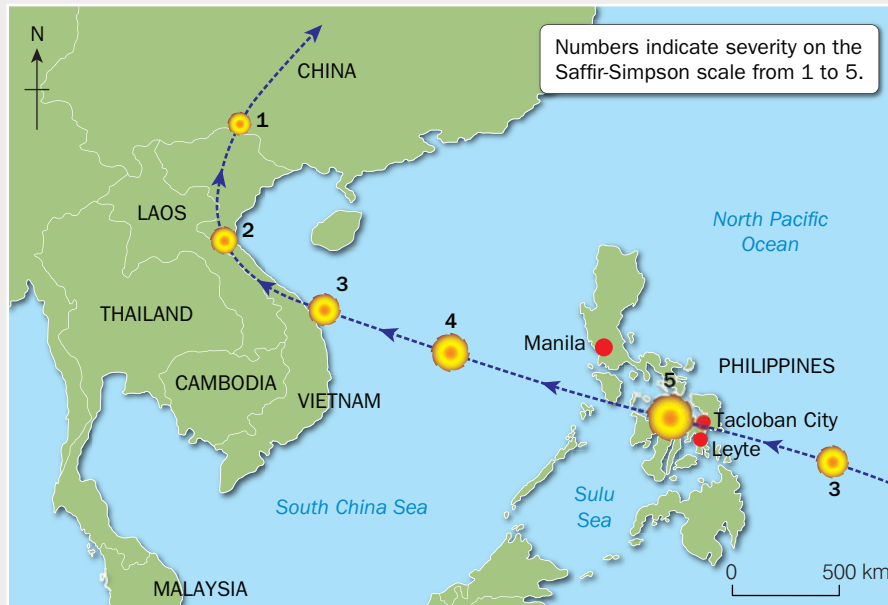 N
CHINA
Numbers indicate severity on the
Saffir-Simpson scale from 1 to 5.
1
LAOS
2
North Pacific
Ocean
3
THAILAND
4
Manila
PHILIPPINES
CAMBODIA
5
VIETNAM
Tacloban City
Leyte
3
South China Sea
Sulu
Sea
MALAYSIA
0
500 km